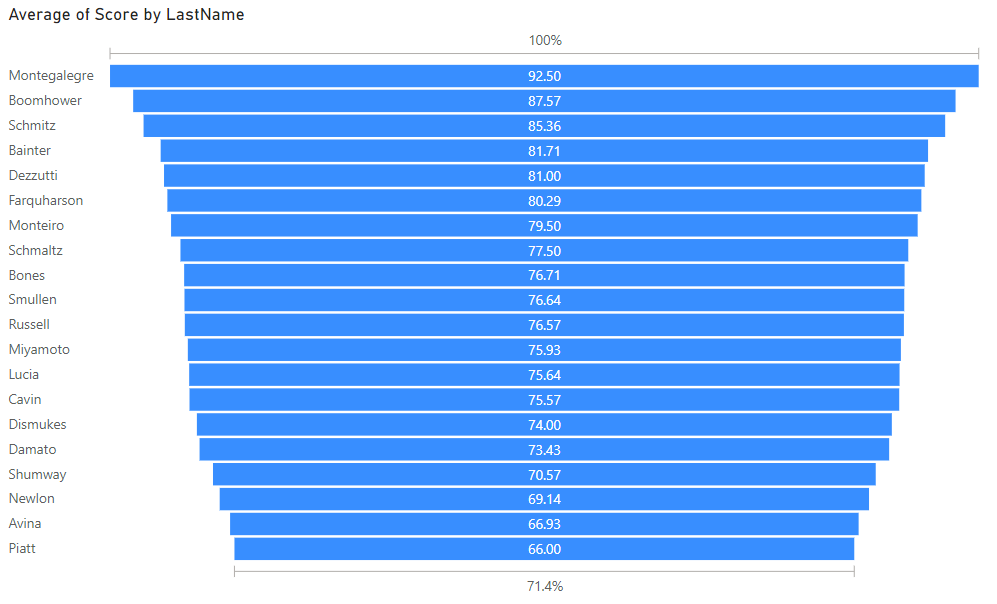 Average of Score by LastName
100%
Montegalegre 92.50
Boomhower 87.57
Schmitz 85.36
Bainter 81.71
Dezzutti 81.00
Farquharson 80.29
Monteiro 79.50
Schmaltz 77.50
Bones 76.71
Smullen 76.64
Russell 76.57
Miyamoto 75.93
Lucia 75.64
Cavin 75.57
Dismukes 74.00
Damato 73.43
Shumway 70.57
Newlon 69.14
Avina 66.93
Piatt 66.00
71.4%